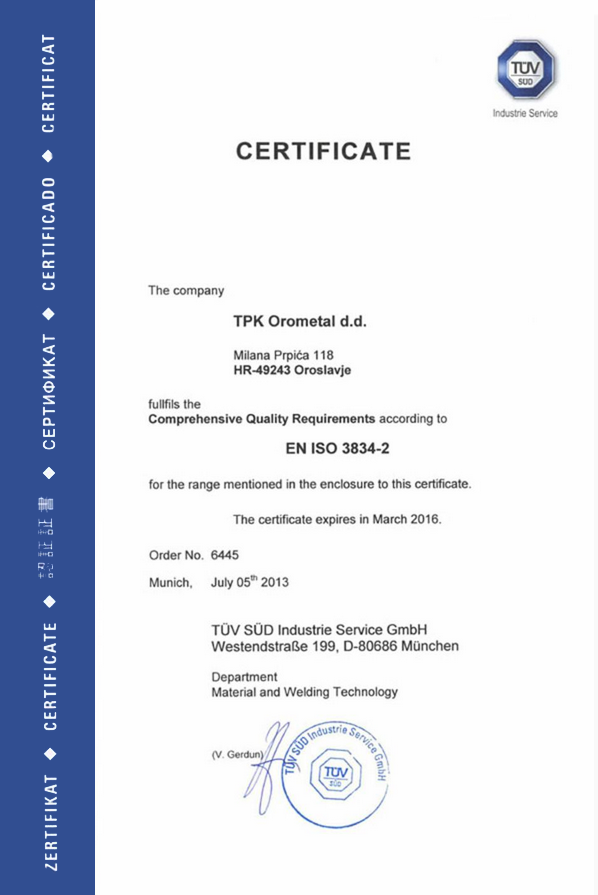 ZERTIFIKAT ◆ CERTIFICATE ◆ 認 証 証 書 ◆ СЕРТИФИКАТ ◆ CERTIFICADO ◆ CERTIFICAT
TÜV
SÜD
Industrie Service
CERTIFICATE
The company
TPK Orometal d.d.
Milana Prpića 118
HR-49243 Oroslavje
fullfils the
Comprehensive Quality Requirements according to
EN ISO 3834-2
for the range mentioned in the enclosure to this certificate.
The certificate expires in March 2016.
Order No. 6445
Munich, July 05th 2013
TÜV SÜD Industrie Service GmbH
Westendstraße 199, D-80686 München
Department
Material and Welding Technology
(V. Gerdun)
TÜV SÜD Industrie Service GmbH
TÜV
SÜD